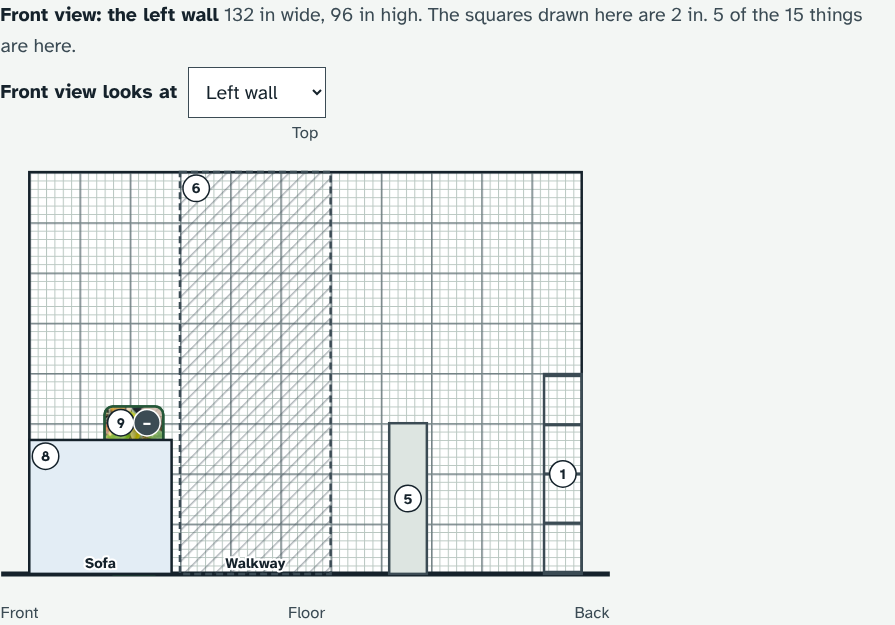 Front view: the left wall 132 in wide, 96 in high. The squares drawn here are 2 in. 5 of the 15 things
are here.
Front view looks at Left wall
Top
6
9 –
8
1
5
Sofa Walkway
Front Floor Back